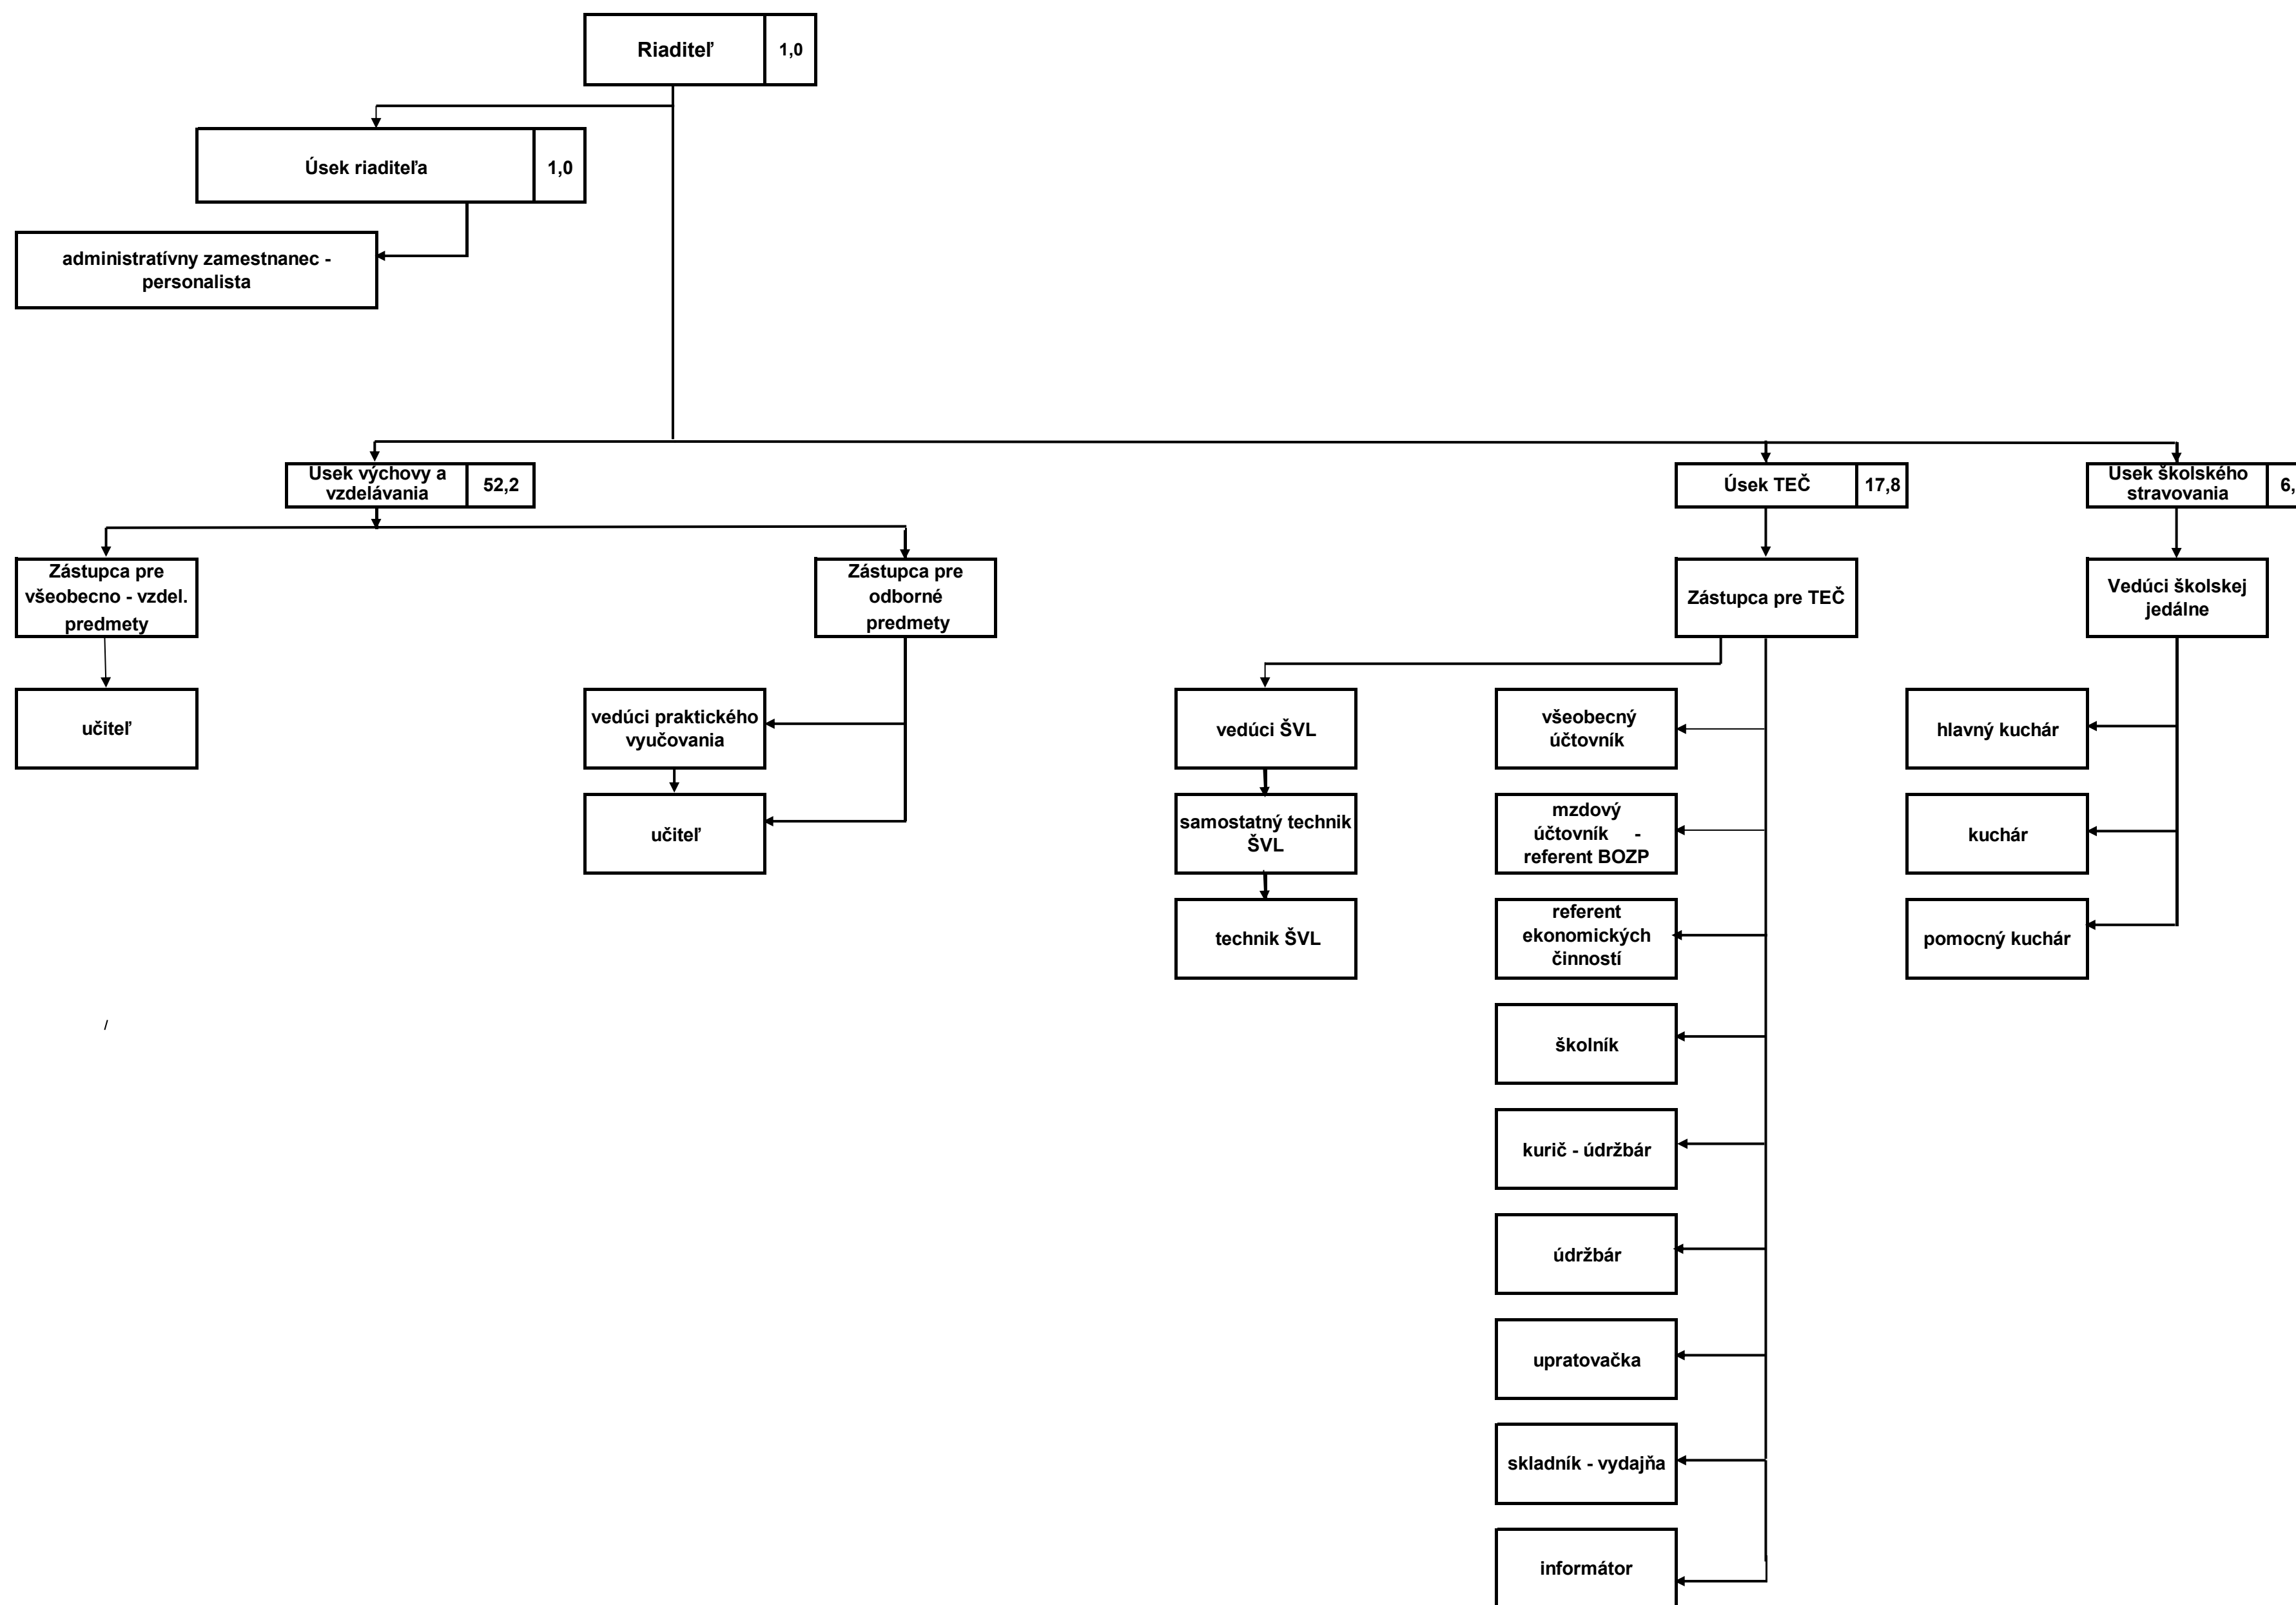 Riaditeľ
1,0
Úsek riaditeľa
1,0
administratívny zamestnanec -
personalista
Úsek výchovy a
vzdelávania
52,2
Úsek TEČ
17,8
Úsek školského
stravovania
6,
Zástupca pre
všeobecno - vzdel.
predmety
Zástupca pre
odborné
predmety
Zástupca pre TEČ
Vedúci školskej
jedálne
učiteľ
vedúci praktického
vyučovania
učiteľ
vedúci ŠVL
samostatný technik
ŠVL
technik ŠVL
všeobecný
účtovník
mzdový
účtovník -
referent BOZP
referent
ekonomických
činností
školník
kurič - údržbár
údržbár
upratovačka
skladník - vydajňa
informátor
hlavný kuchár
kuchár
pomocný kuchár
/